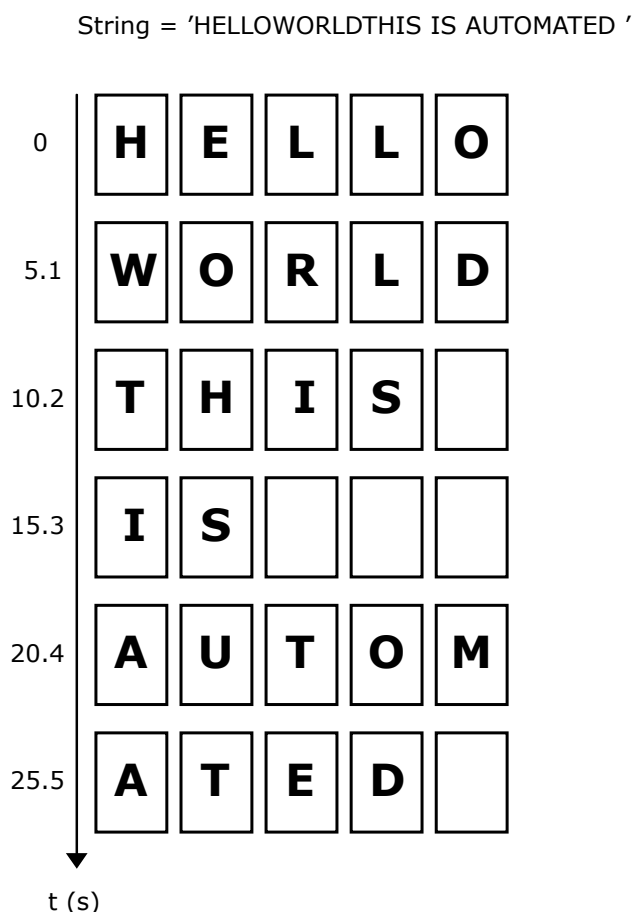 String = ′HELLOWORLDTHIS IS AUTOMATED ′
0 H E L L O
5.1 W O R L D
10.2 T H I S
15.3 I S
20.4 A U T O M
25.5 A T E D
t (s)